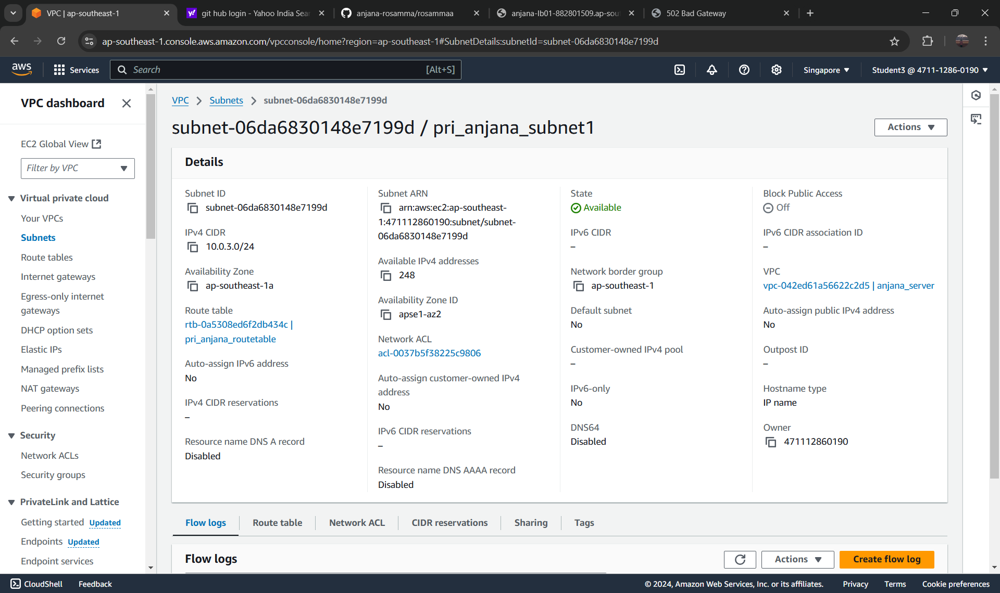 VPC | ap-southeast-1
git hub login - Yahoo India Sear
anjana-rosamma/rosammaa
anjana-lb01-882801509.ap-sou
502 Bad Gateway
ap-southeast-1.console.aws.amazon.com/vpcconsole/home?region=ap-southeast-1#SubnetDetails:subnetId=subnet-06da6830148e7199d
aws
Services
Search
[Alt+S]
Singapore
Student3 @ 4711-1286-0190
VPC dashboard
EC2 Global View
Filter by VPC
Virtual private cloud
Your VPCs
Subnets
Route tables
Internet gateways
Egress-only internet
gateways
DHCP option sets
Elastic IPs
Managed prefix lists
NAT gateways
Peering connections
Security
Network ACLs
Security groups
PrivateLink and Lattice
Getting started Updated
Endpoints Updated
Endpoint services
VPC
Subnets
subnet-06da6830148e7199d
subnet-06da6830148e7199d / pri_anjana_subnet1
Actions
Details
Subnet ID
subnet-06da6830148e7199d
IPv4 CIDR
10.0.3.0/24
Availability Zone
ap-southeast-1a
Route table
rtb-0a5308ed6f2db434c |
pri_anjana_routetable
Auto-assign IPv6 address
No
IPv4 CIDR reservations
–
Resource name DNS A record
Disabled
Subnet ARN
arn:aws:ec2:ap-southeast-
1:471112860190:subnet/subnet-
06da6830148e7199d
Available IPv4 addresses
248
Availability Zone ID
apse1-az2
Network ACL
acl-0037b5f38225c9806
Auto-assign customer-owned IPv4
address
No
IPv6 CIDR reservations
–
Resource name DNS AAAA record
Disabled
State
Available
IPv6 CIDR
–
Network border group
ap-southeast-1
Default subnet
No
Customer-owned IPv4 pool
–
IPv6-only
No
DNS64
Disabled
Block Public Access
Off
IPv6 CIDR association ID
–
VPC
vpc-042ed61a56622c2d5 | anjana_server
Auto-assign public IPv4 address
No
Outpost ID
–
Hostname type
IP name
Owner
471112860190
Flow logs
Route table
Network ACL
CIDR reservations
Sharing
Tags
Flow logs
Actions
Create flow log
CloudShell
Feedback
© 2024, Amazon Web Services, Inc. or its affiliates.
Privacy
Terms
Cookie preferences